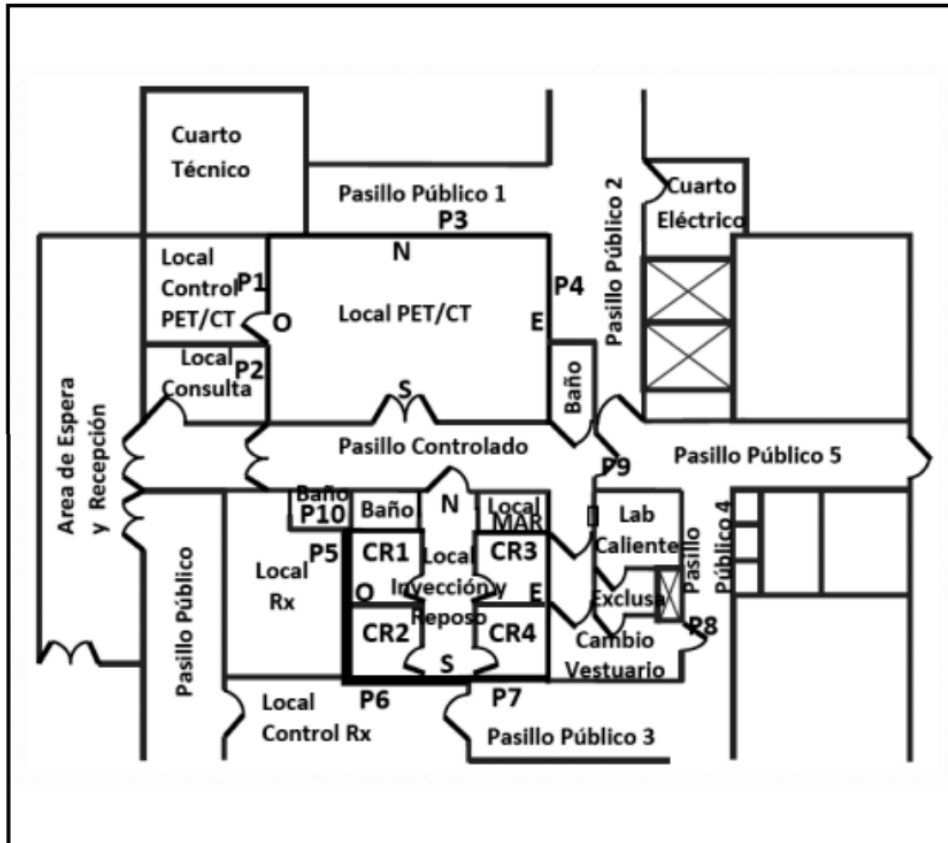 Cuarto
Técnico
Pasillo Público 1
P3
N
Pasillo Público 2
Cuarto
Eléctrico
Local
Control
PET/CT
P1
O
Local PET/CT
E
P4
Local
Consulta
P2
S
Baño
Area de Espera
y Recepción
Pasillo Controlado
P9
Pasillo Público 5
Baño
P10
Baño
N
Local
MAR
Lab
Caliente
Pasillo
Público 4
P5
CR1
Local
Inyección y
Reposo
CR3
O
E
Local
Rx
CR2
S
CR4
Exclusa
P8
Cambio
Vestuario
Pasillo Público
P6
P7
Local
Control Rx
Pasillo Público 3